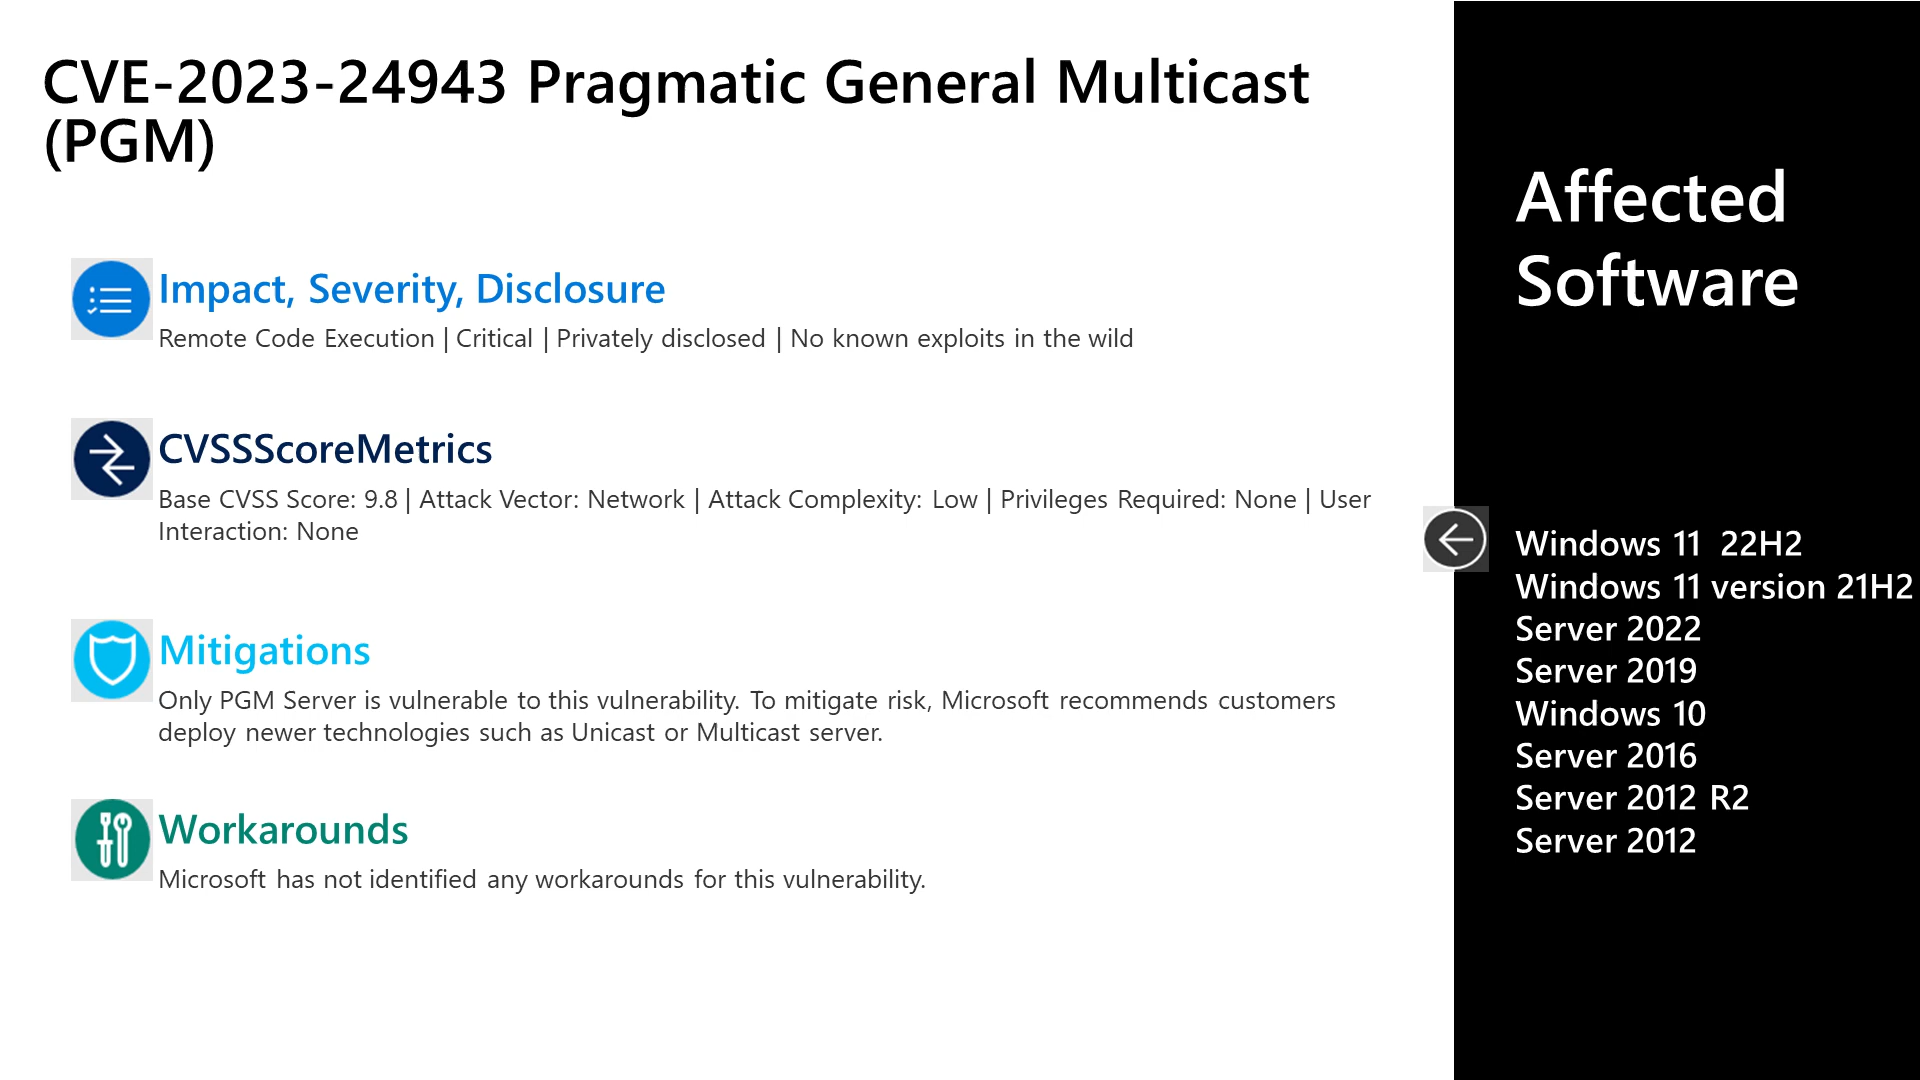 CVE-2023-24943 Pragmatic General Multicast
(PGM)
Impact, Severity, Disclosure
Remote Code Execution | Critical | Privately disclosed | No known exploits in the wild
CVSSScoreMetrics
Base CVSS Score: 9.8 | Attack Vector: Network | Attack Complexity: Low | Privileges Required: None | User
Interaction: None
Mitigations
Only PGM Server is vulnerable to this vulnerability. To mitigate risk, Microsoft recommends customers
deploy newer technologies such as Unicast or Multicast server.
Workarounds
Microsoft has not identified any workarounds for this vulnerability.
Affected
Software
Windows 11  22H2
Windows 11 version 21H2
Server 2022
Server 2019
Windows 10
Server 2016
Server 2012 R2
Server 2012